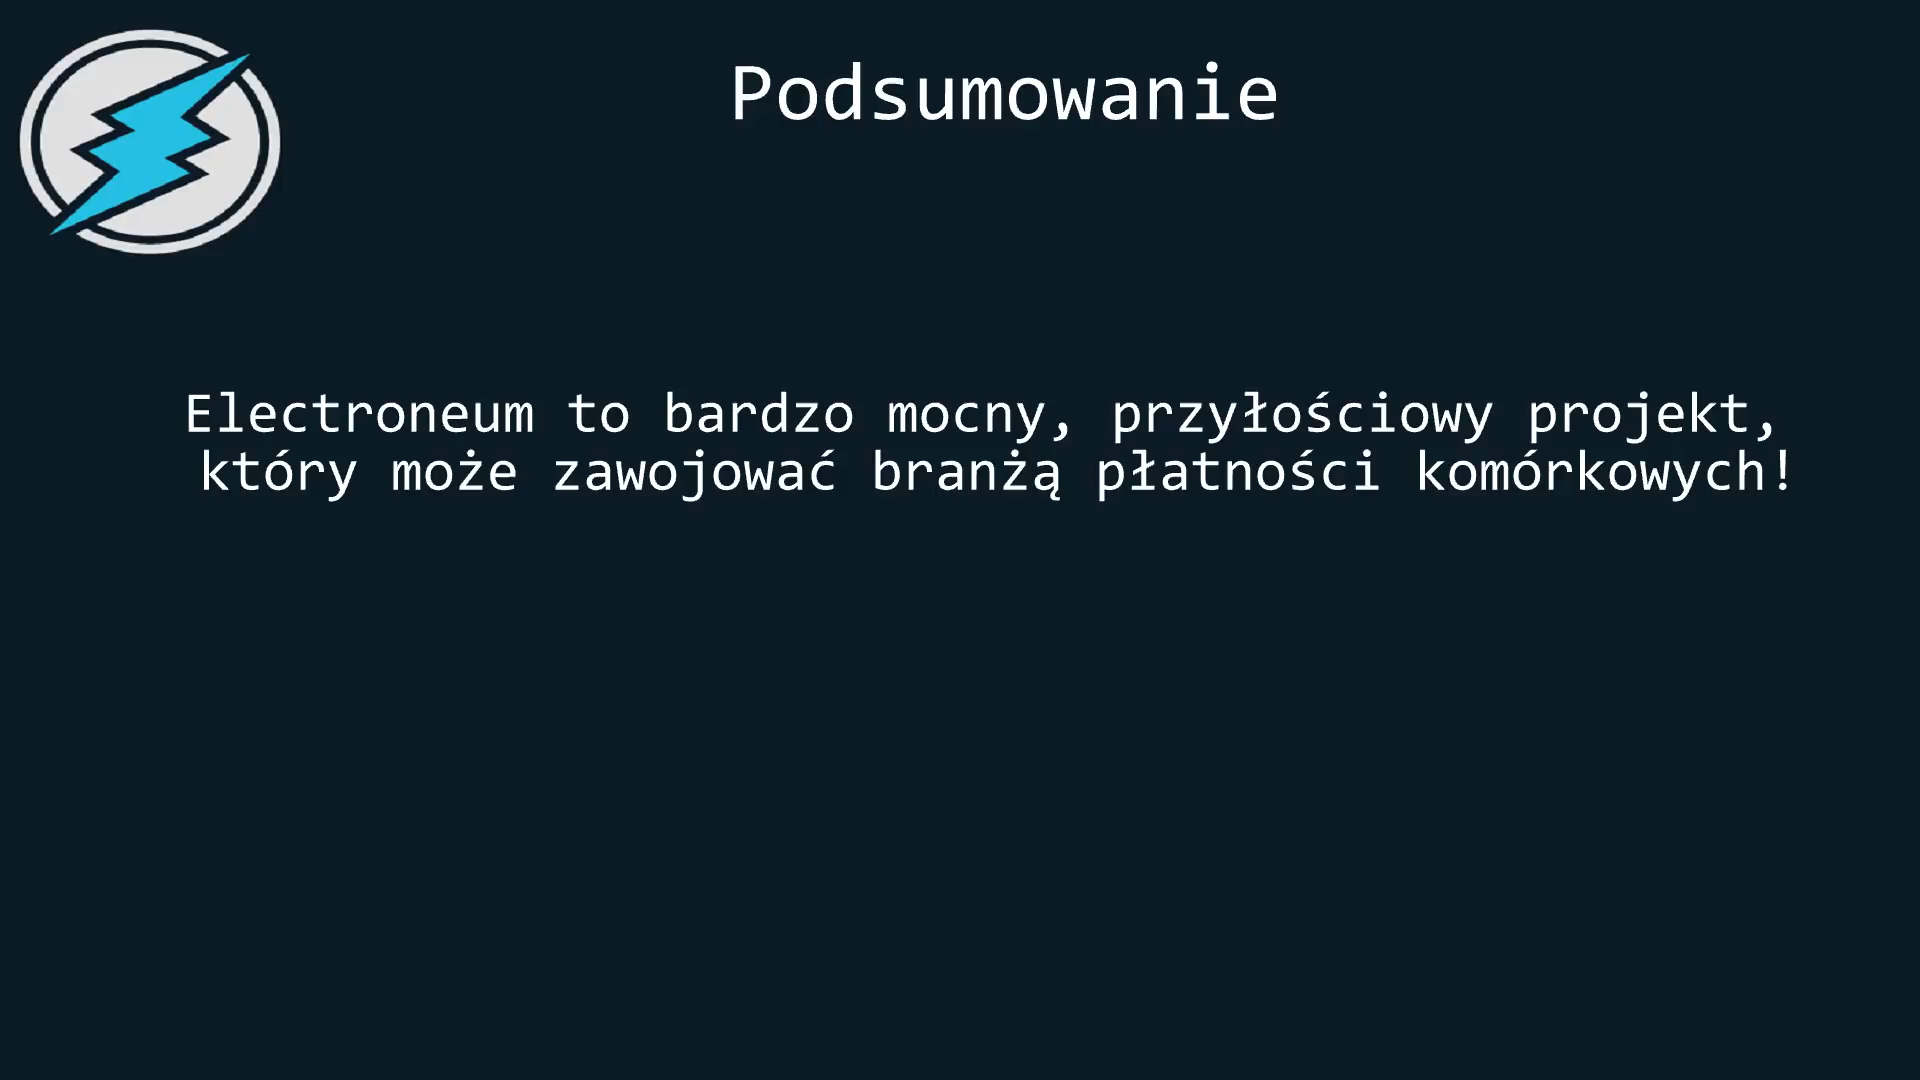 Podsumowanie
Electroneum to bardzo mocny, przyłościowy projekt,
który może zawojować branżą płatności komórkowych!